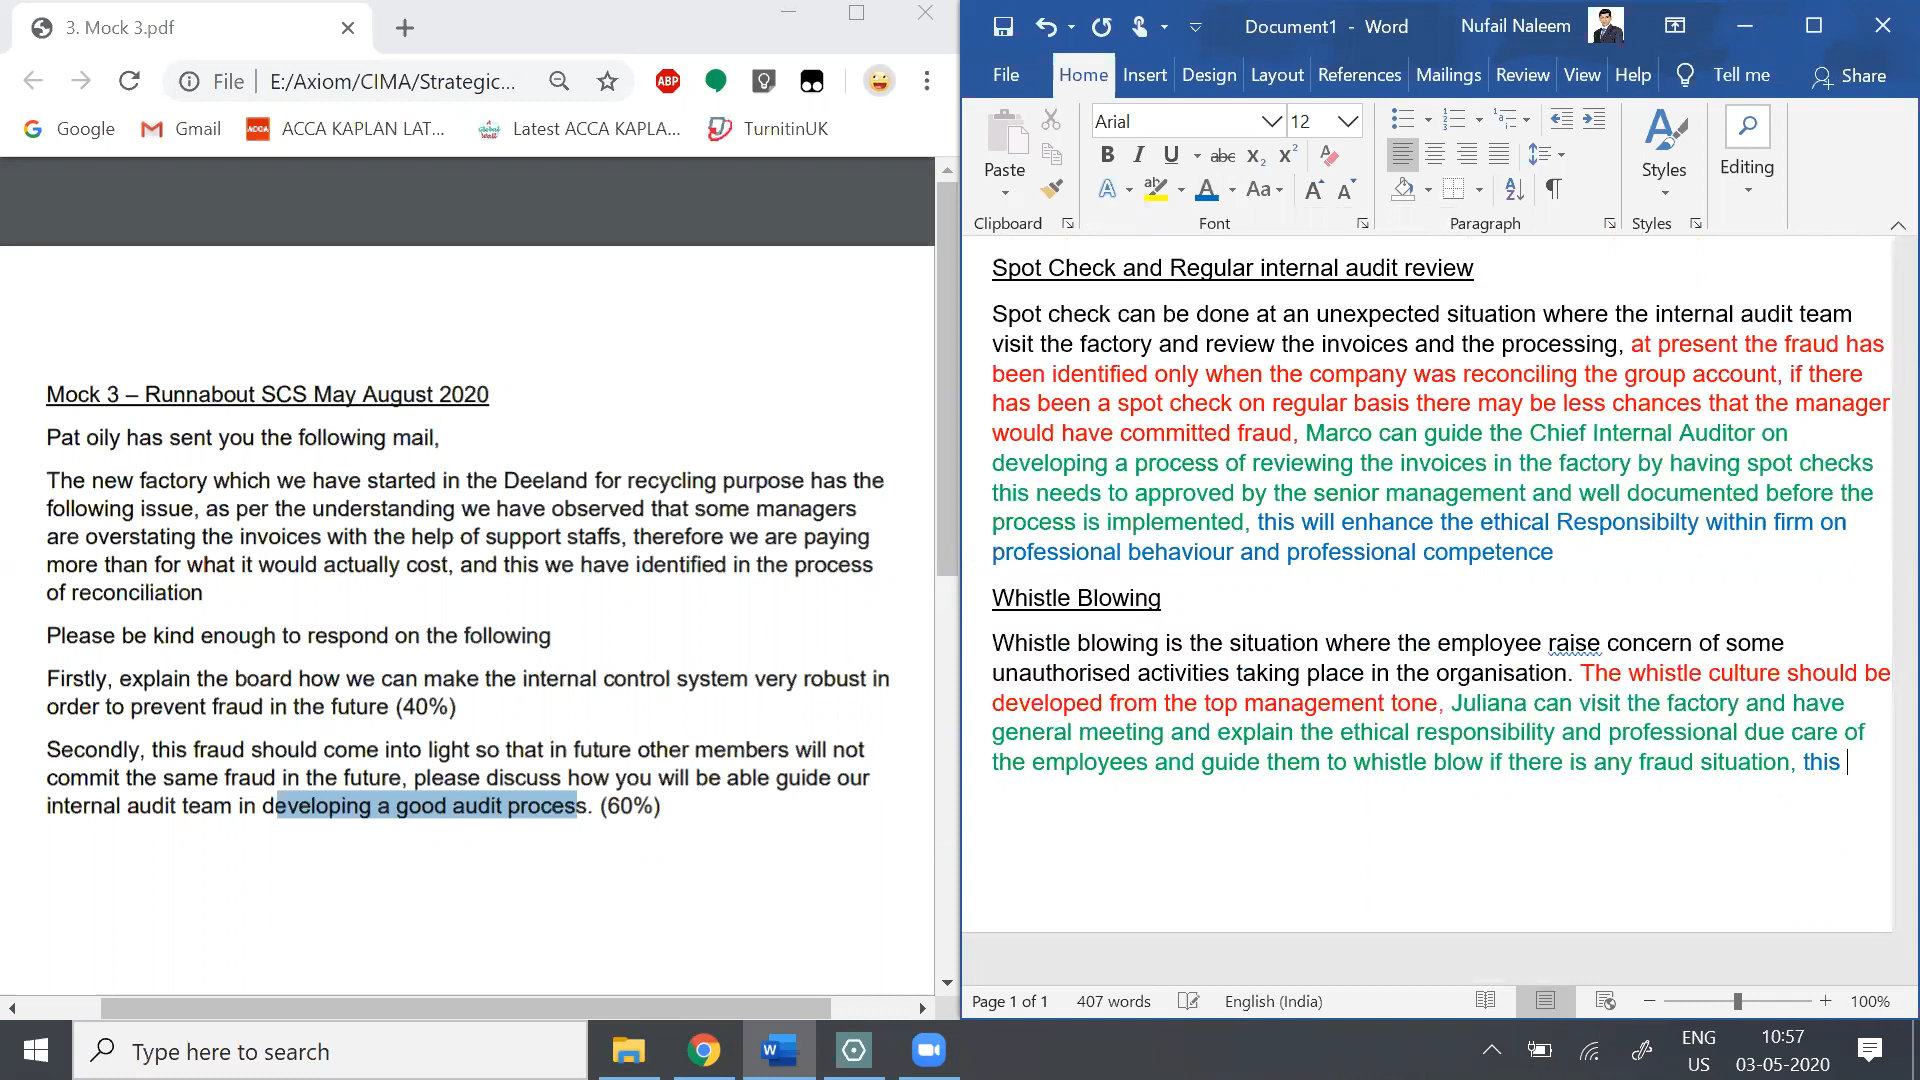 3. Mock 3.pdf
File
E:/Axiom/CIMA/Strategic...
ABP
Google
Gmail
ACCA
ACCA KAPLAN LAT...
Latest ACCA KAPLA...
TurnitinUK
Mock 3 – Runnabout SCS May August 2020
Pat oily has sent you the following mail,
The new factory which we have started in the Deeland for recycling purpose has the
following issue, as per the understanding we have observed that some managers
are overstating the invoices with the help of support staffs, therefore we are paying
more than for what it would actually cost, and this we have identified in the process
of reconciliation
Please be kind enough to respond on the following
Firstly, explain the board how we can make the internal control system very robust in
order to prevent fraud in the future (40%)
Secondly, this fraud should come into light so that in future other members will not
commit the same fraud in the future, please discuss how you will be able guide our
internal audit team in developing a good audit process. (60%)
Document1 - Word
Nufail Naleem
File Home Insert Design Layout References Mailings Review View Help Tell me Share
Paste
Clipboard
Arial 12
B I U abc X2 X2
A ab A Aa A A
Font
Paragraph
Styles
Styles
Editing
Spot Check and Regular internal audit review
Spot check can be done at an unexpected situation where the internal audit team
visit the factory and review the invoices and the processing, at present the fraud has
been identified only when the company was reconciling the group account, if there
has been a spot check on regular basis there may be less chances that the manager
would have committed fraud, Marco can guide the Chief Internal Auditor on
developing a process of reviewing the invoices in the factory by having spot checks
this needs to approved by the senior management and well documented before the
process is implemented, this will enhance the ethical Responsibilty within firm on
professional behaviour and professional competence
Whistle Blowing
Whistle blowing is the situation where the employee raise concern of some
unauthorised activities taking place in the organisation. The whistle culture should be
developed from the top management tone, Juliana can visit the factory and have
general meeting and explain the ethical responsibility and professional due care of
the employees and guide them to whistle blow if there is any fraud situation, this
Page 1 of 1
407 words
English (India)
100%
Type here to search
ENG
US
10:57
03-05-2020